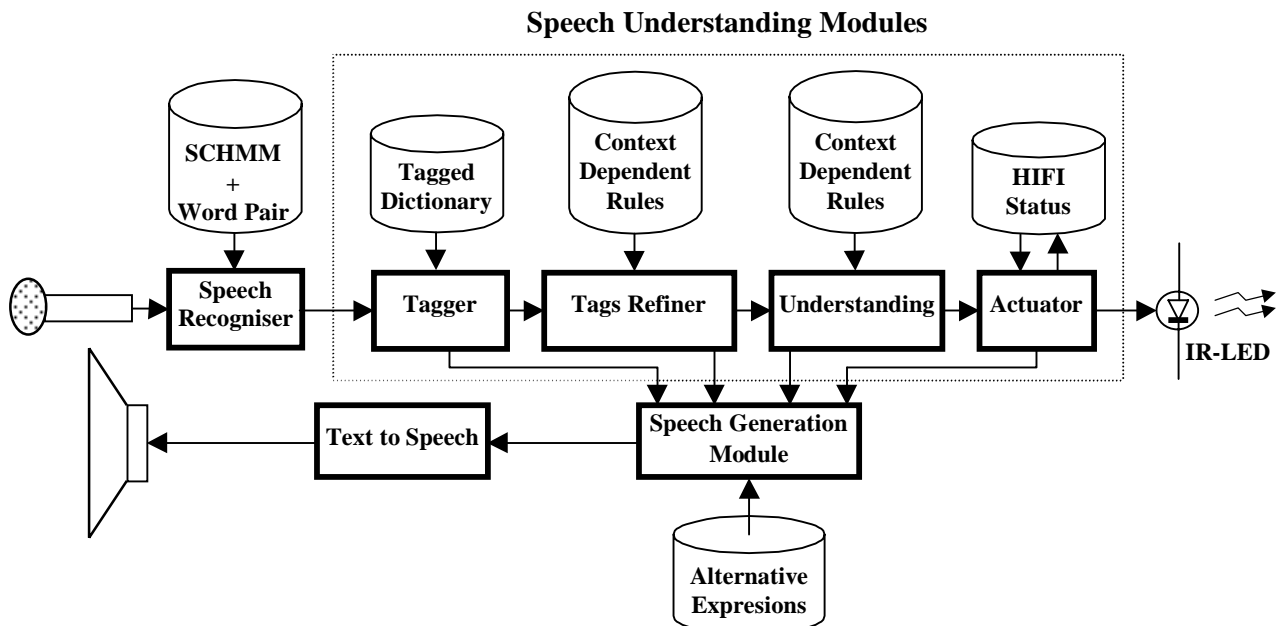 Speech Understanding Modules
SCHMM
+
Word Pair
Tagged
Dictionary
Context
Dependent
Rules
Context
Dependent
Rules
HIFI
Status
Speech
Recogniser
Tagger
Tags Refiner
Understanding
Actuator
IR-LED
Text to Speech
Speech Generation
Module
Alternative
Expresions